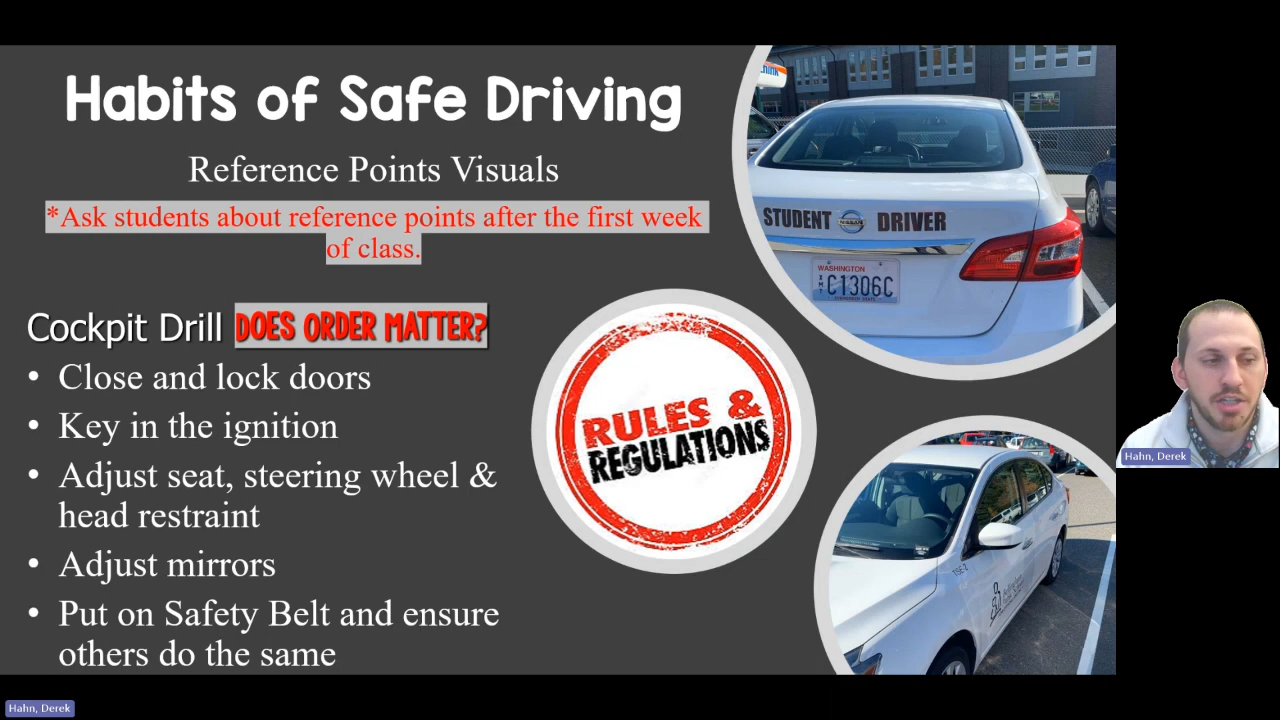 Habits of Safe Driving
Reference Points Visuals
*Ask students about reference points after the first week
of class.
Cockpit Drill DOES ORDER MATTER?
• Close and lock doors
• Key in the ignition
• Adjust seat, steering wheel &
head restraint
• Adjust mirrors
• Put on Safety Belt and ensure
others do the same
RULES &
REGULATIONS
STUDENT NISSAN DRIVER
WASHINGTON
C1306C
Hahn, Derek
Hahn, Derek